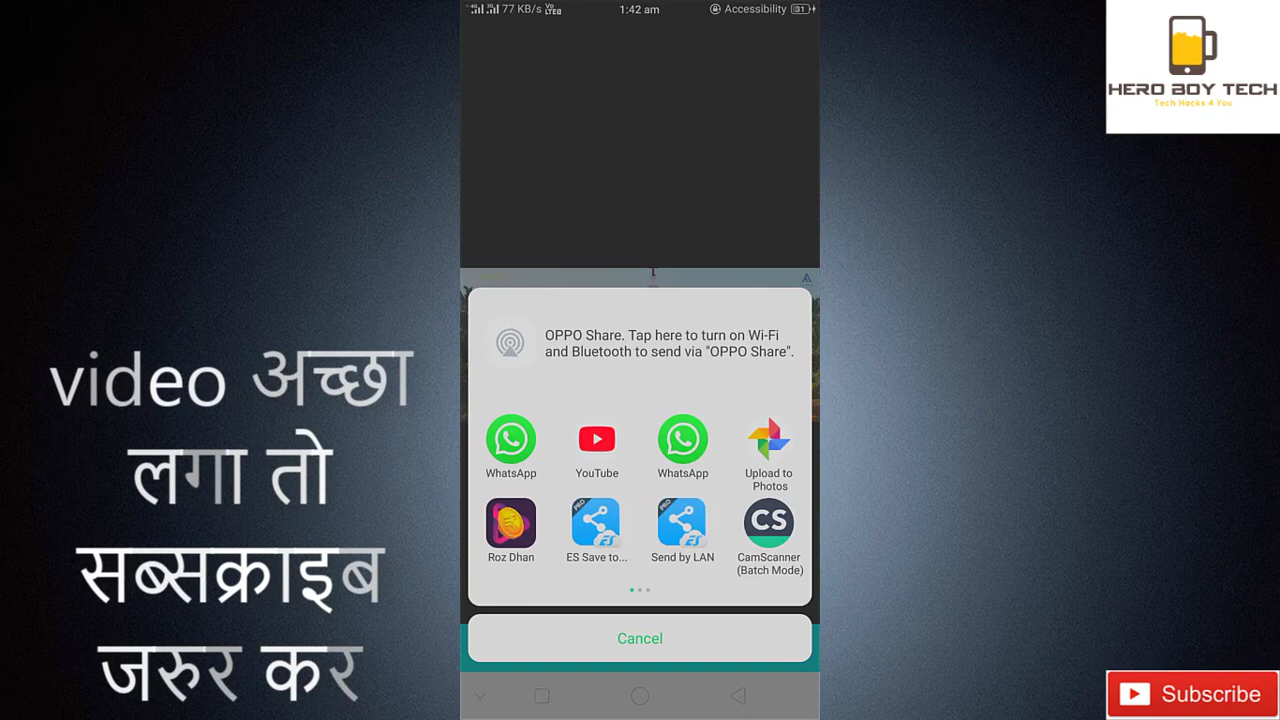 77 KB/s
1:42 am
Accessibility
31
HERO BOY TECH
Tech Hacks 4 You
video अच्छा
लगा तो
सब्सक्राइब
जरुर कर
OPPO Share. Tap here to turn on Wi-Fi
and Bluetooth to send via "OPPO Share".
WhatsApp
YouTube
WhatsApp
Upload to
Photos
Roz Dhan
ES Save to...
Send by LAN
CS
CamScanner
(Batch Mode)
Cancel
Subscribe